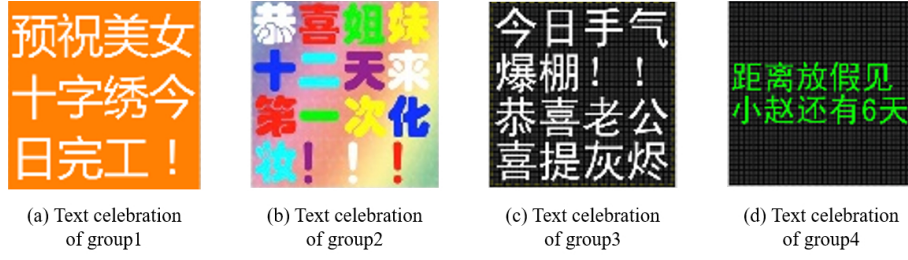 预祝美女
十字绣今
日完工！
恭喜姐妹
十二天来
第一次化
妆！！！
今日手气
爆棚！！
恭喜老公
喜提灰烬
距离放假见
小赵还有6天
(a) Text celebration
of group1
(b) Text celebration
of group2
(c) Text celebration
of group3
(d) Text celebration
of group4